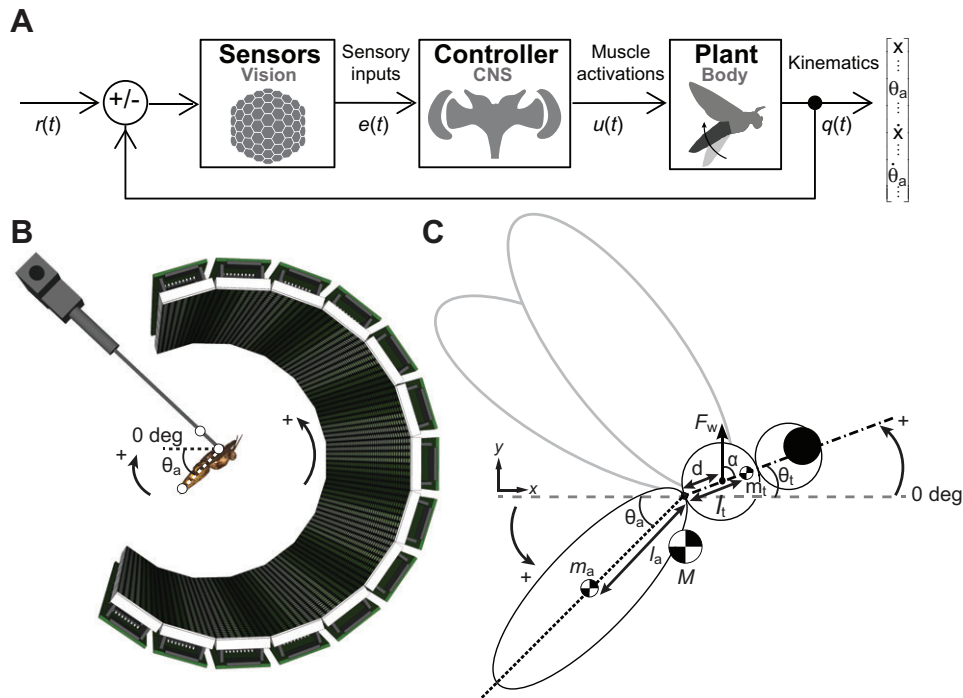 A
Sensors
Vision
Sensory
inputs
Controller
CNS
Muscle
activations
Plant
Body
Kinematics
+/-
r(t)
e(t)
u(t)
q(t)
x
⋮
θa
⋮
ẋ
⋮
θ̇a
⋮
B
C
0 deg
+
θa
+
Fw
+
y
x
d
α
mt
θt
lt
0 deg
θa
+
la
ma
M